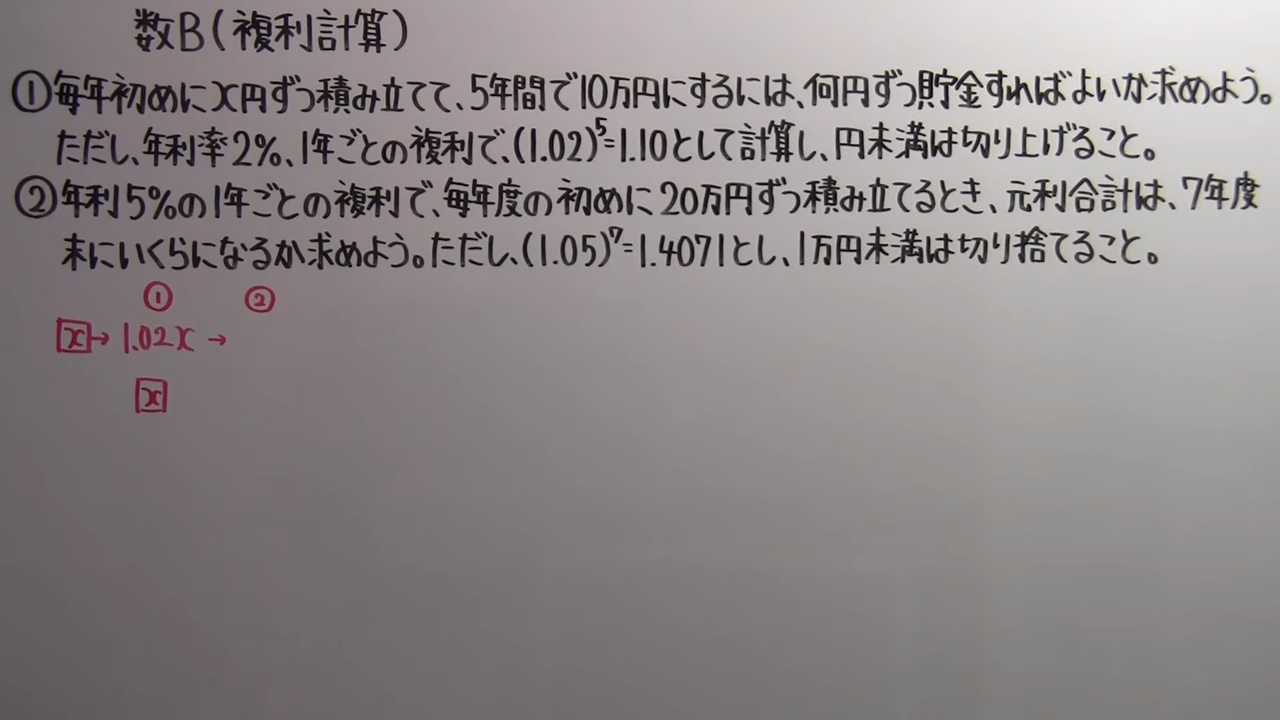 数B(複利計算)
①毎年初めにx円ずつ積み立てて、5年間で10万円にするには、何円ずつ貯金すればよいか求めよう。
ただし、年利率2%、1年ごとの複利で、(1.02)⁵=1.10として計算し、円未満は切り上げること。
②年利5%の1年ごとの複利で、毎年度の初めに20万円ずつ積み立てるとき、元利合計は、7年度
末にいくらになるか求めよう。ただし、(1.05)⁷=1.4071とし、1万円未満は切り捨てること。
① ②
x→ 1.02x →
x